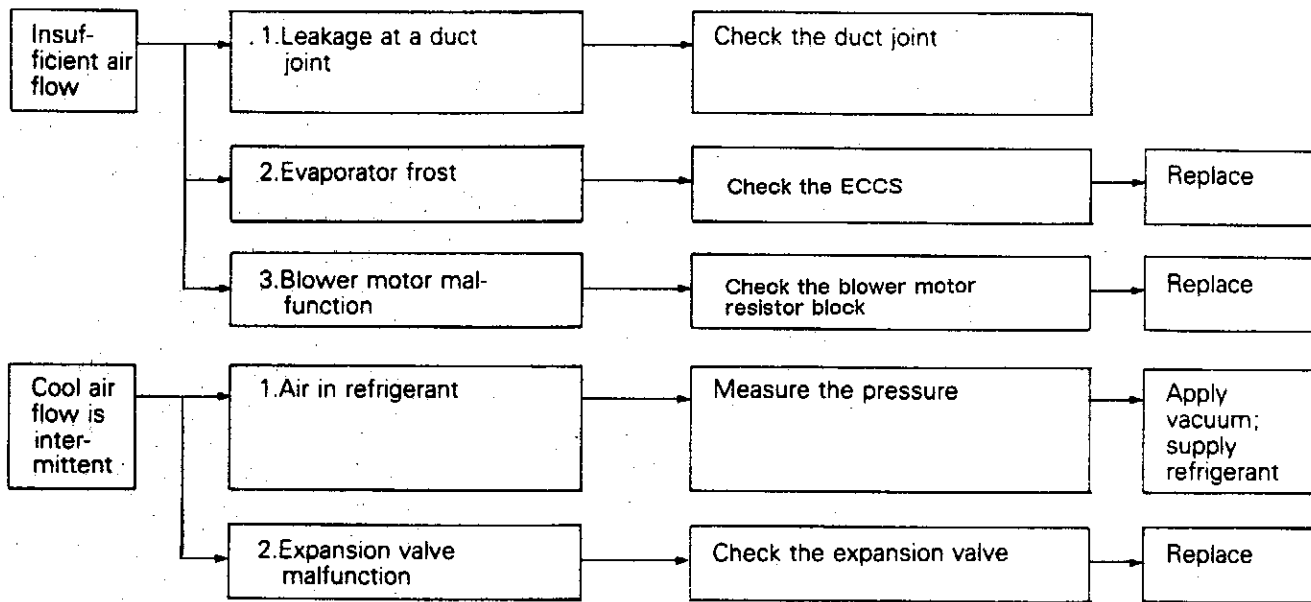 Insuf-
ficient air
flow
1.Leakage at a duct
joint
Check the duct joint
2.Evaporator frost
Check the ECCS
Replace
3.Blower motor mal-
function
Check the blower motor
resistor block
Replace
Cool air
flow is
inter-
mittent
1.Air in refrigerant
Measure the pressure
Apply
vacuum;
supply
refrigerant
2.Expansion valve
malfunction
Check the expansion valve
Replace